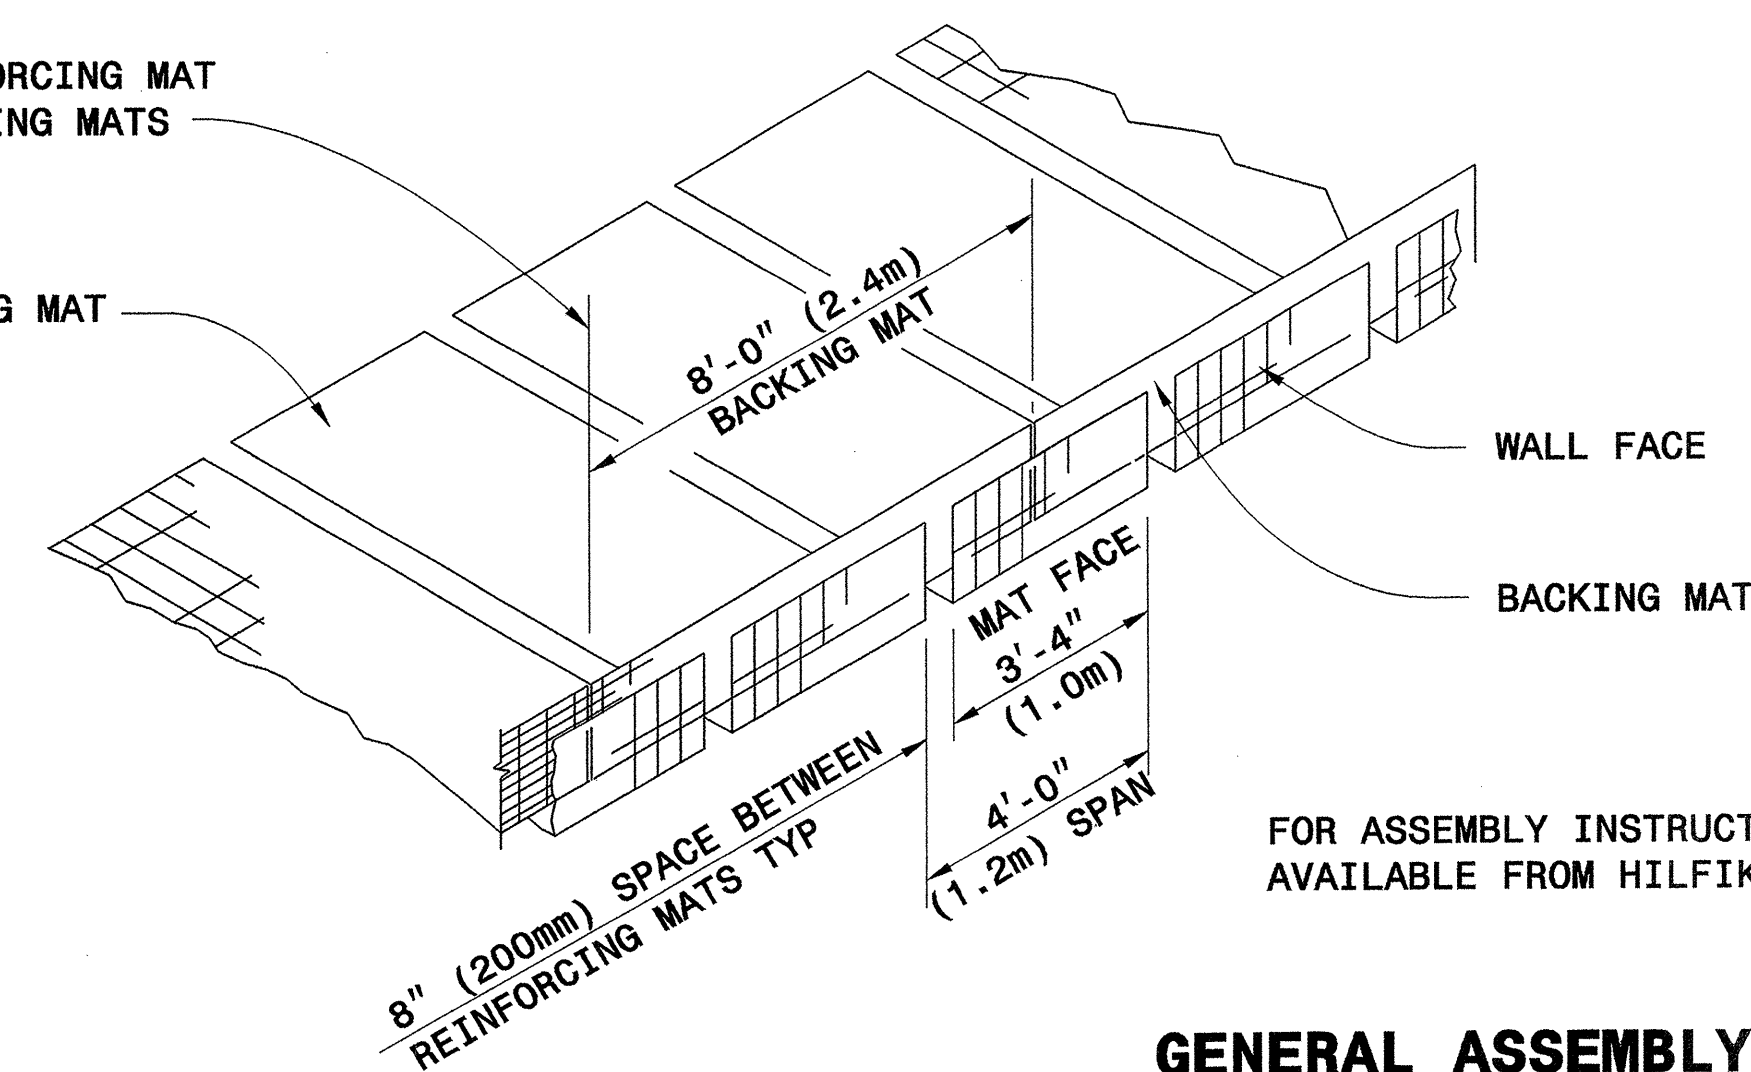 ORCING MAT
ING MATS
G MAT
8'-0" (2.4m)
BACKING MAT
WALL FACE
BACKING MAT
MAT FACE
3'-4"
(1.0m)
4'-0"
(1.2m) SPAN
8" (200mm) SPACE BETWEEN
REINFORCING MATS TYP
FOR ASSEMBLY INSTRUCT
AVAILABLE FROM HILFIK
GENERAL ASSEMBLY